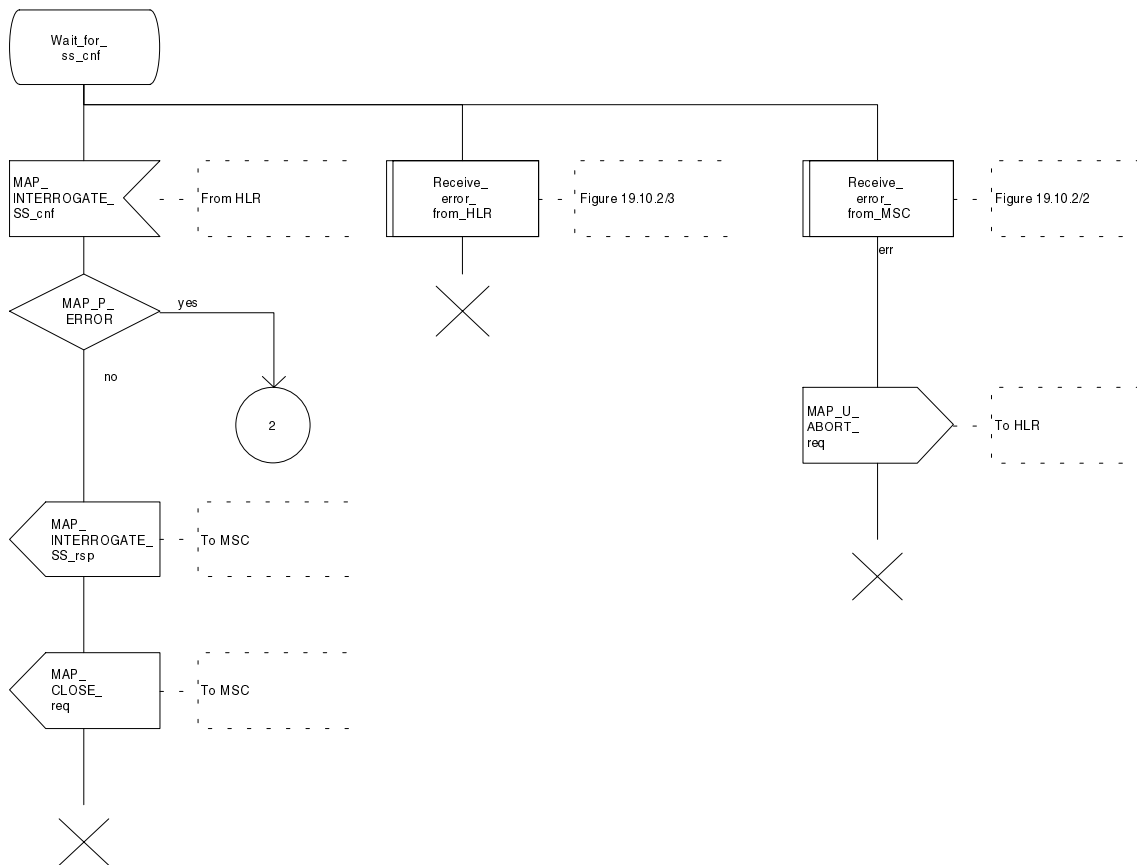 Wait_for_
ss_cnf
MAP_
INTERROGATE_
SS_cnf
From HLR
Receive_
error_
from_HLR
Figure 19.10.2/3
Receive_
error_
from_MSC
Figure 19.10.2/2
err
MAP_P_
ERROR
yes
no
2
MAP_U_
ABORT_
req
To HLR
MAP_
INTERROGATE_
SS_rsp
To MSC
MAP_
CLOSE_
req
To MSC